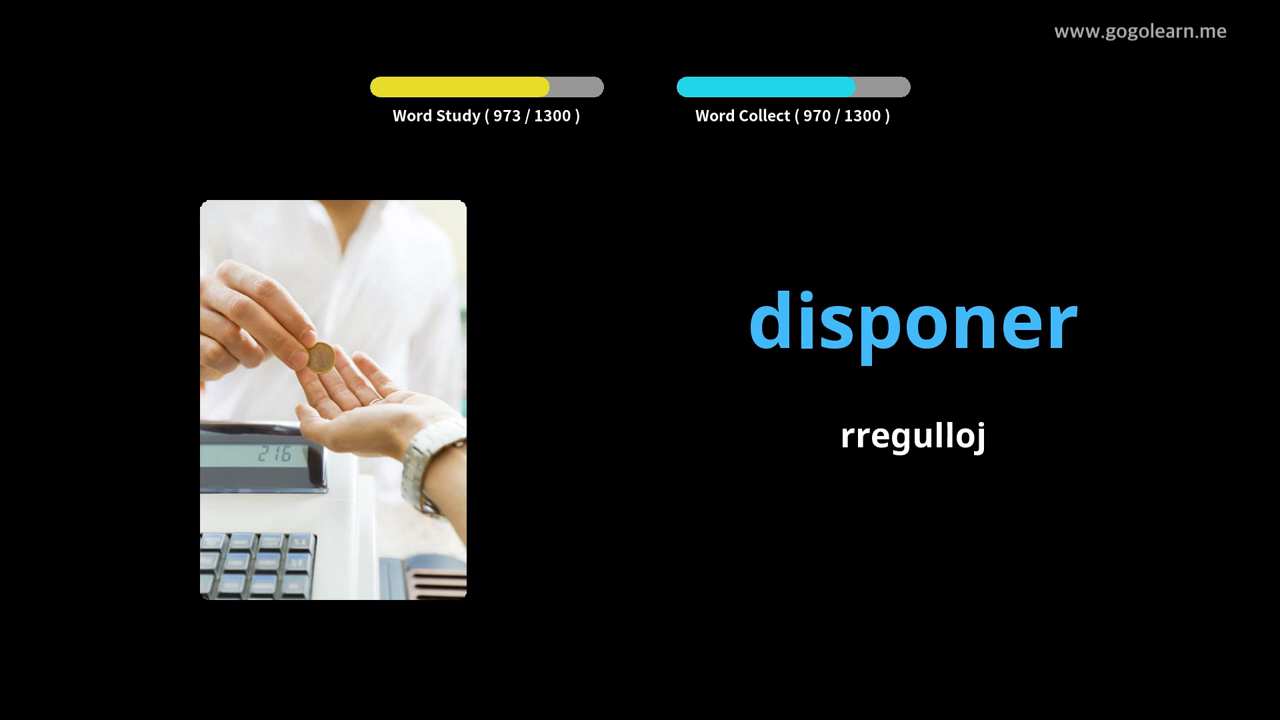 www.gogolearn.me
Word Study ( 973 / 1300 )
Word Collect ( 970 / 1300 )
disponer
rregulloj
216